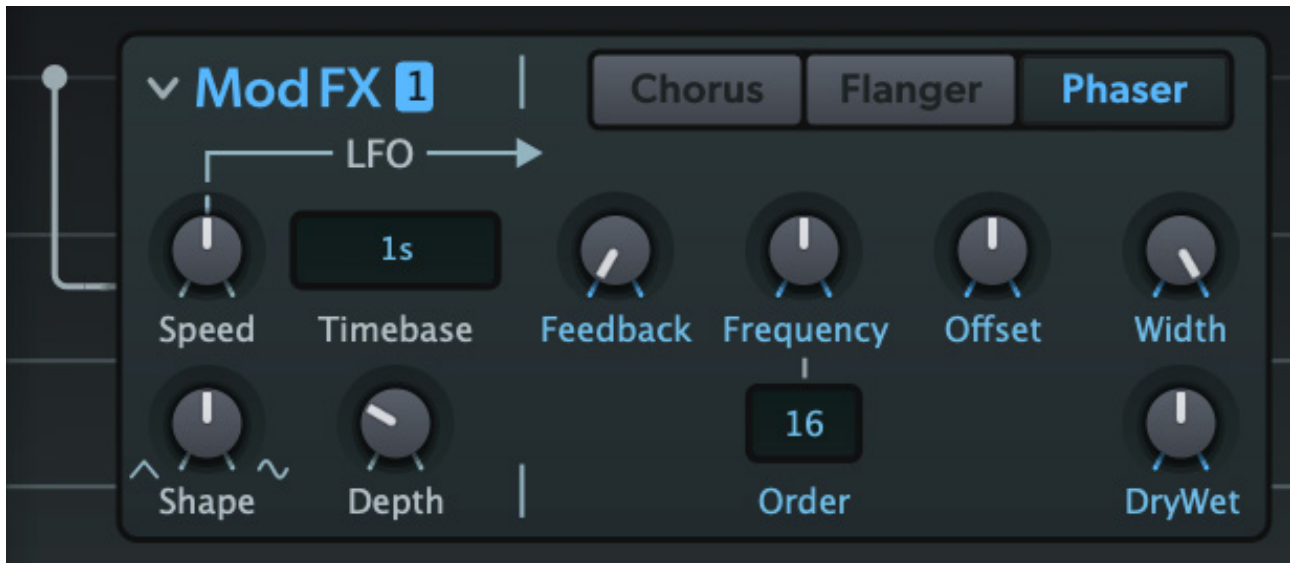 Mod FX 1
Chorus Flanger Phaser
LFO
1s
Speed Timebase Feedback Frequency Offset Width
16
Shape Depth Order DryWet